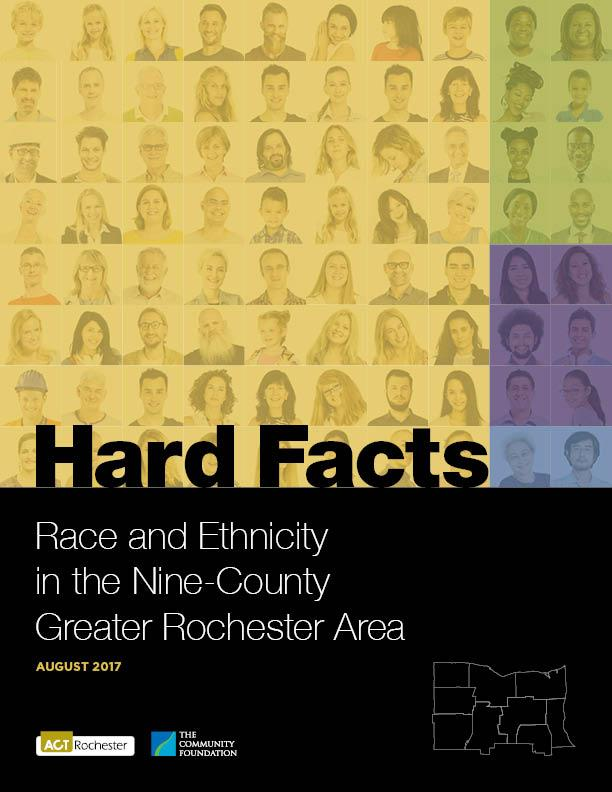 Hard Facts
Race and Ethnicity
in the Nine-County
Greater Rochester Area
AUGUST 2017
ACT Rochester
THE
COMMUNITY
FOUNDATION